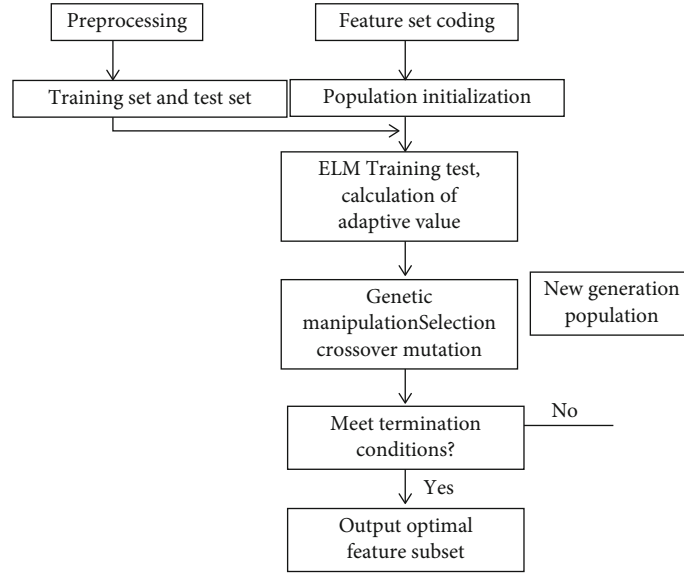 Preprocessing
Feature set coding
Training set and test set
Population initialization
ELM Training test,
calculation of
adaptive value
Genetic
manipulationSelection
crossover mutation
New generation
population
Meet termination
conditions?
No
Yes
Output optimal
feature subset